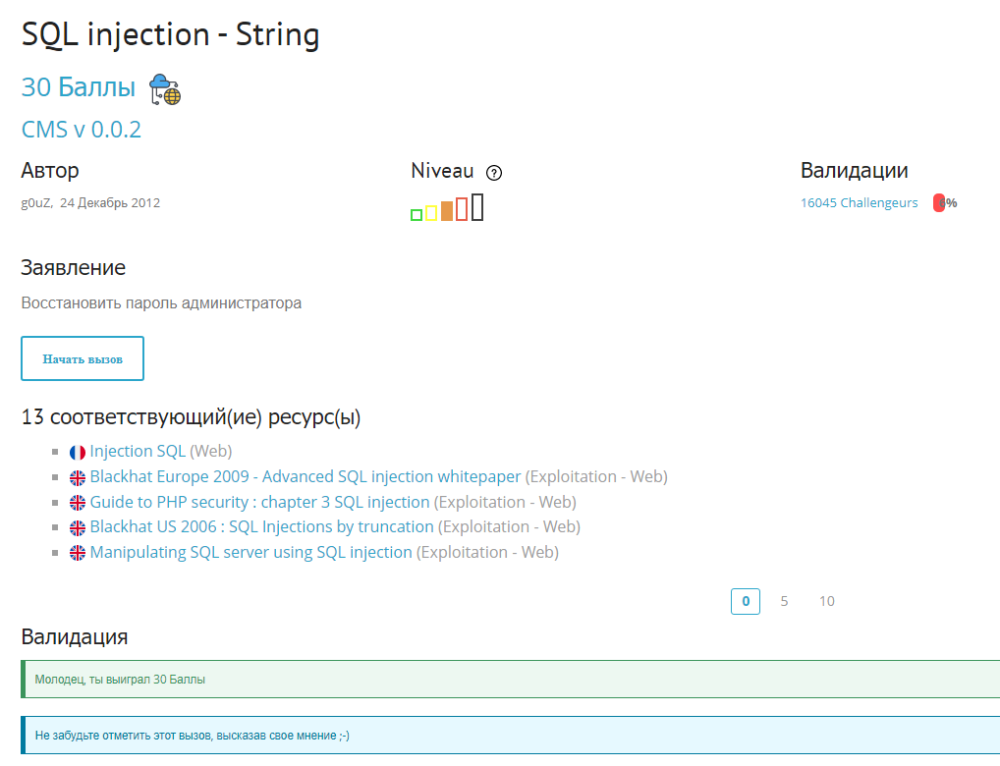 SQL injection - String
30 Баллы
CMS v 0.0.2
Автор
Niveau ?
Валидации
g0uZ, 24 Декабрь 2012
16045 Challengeurs
%
Заявление
Восстановить пароль администратора
Начать вызов
13 соответствующий(ие) ресурс(ы)
Injection SQL (Web)
Blackhat Europe 2009 - Advanced SQL injection whitepaper (Exploitation - Web)
Guide to PHP security : chapter 3 SQL injection (Exploitation - Web)
Blackhat US 2006 : SQL Injections by truncation (Exploitation - Web)
Manipulating SQL server using SQL injection (Exploitation - Web)
0 5 10
Валидация
Молодец, ты выиграл 30 Баллы
Не забудьте отметить этот вызов, высказав свое мнение ;-)